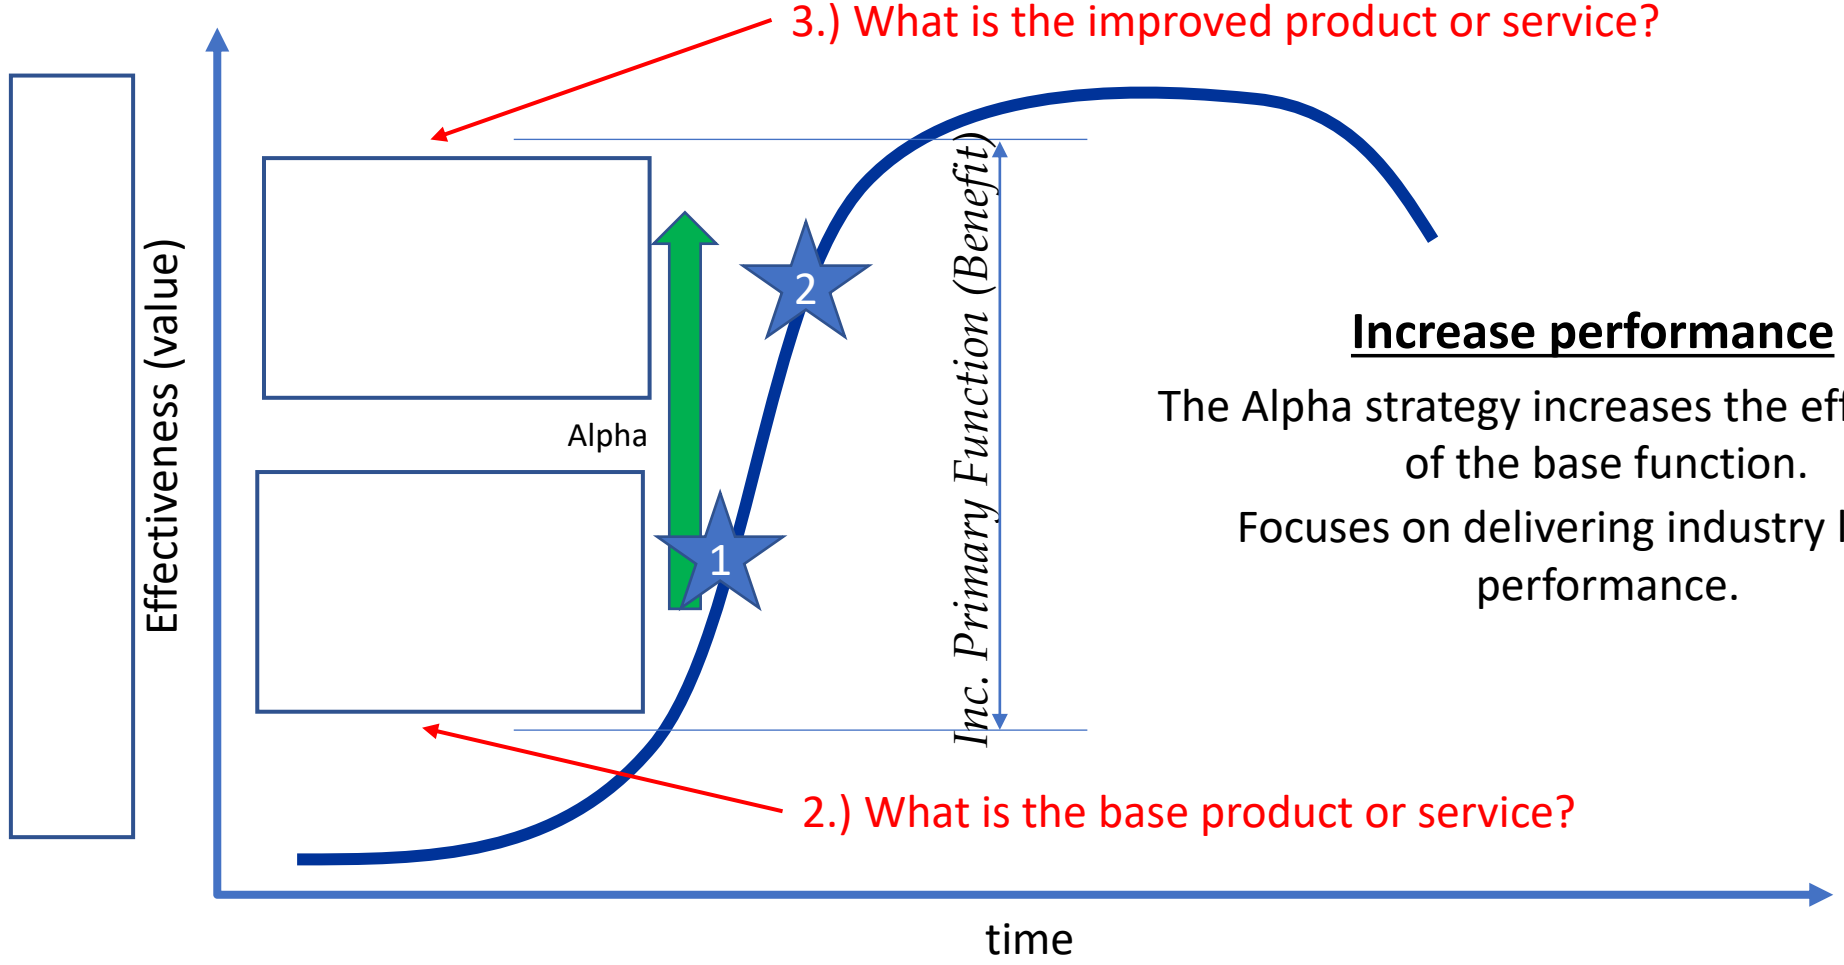 3.) What is the improved product or service?
Effectiveness (value)
Alpha
2
1
Inc. Primary Function (Benefit)
Increase performance
The Alpha strategy increases the
of the base function.
Focuses on delivering industry
performance.
2.) What is the base product or service?
time